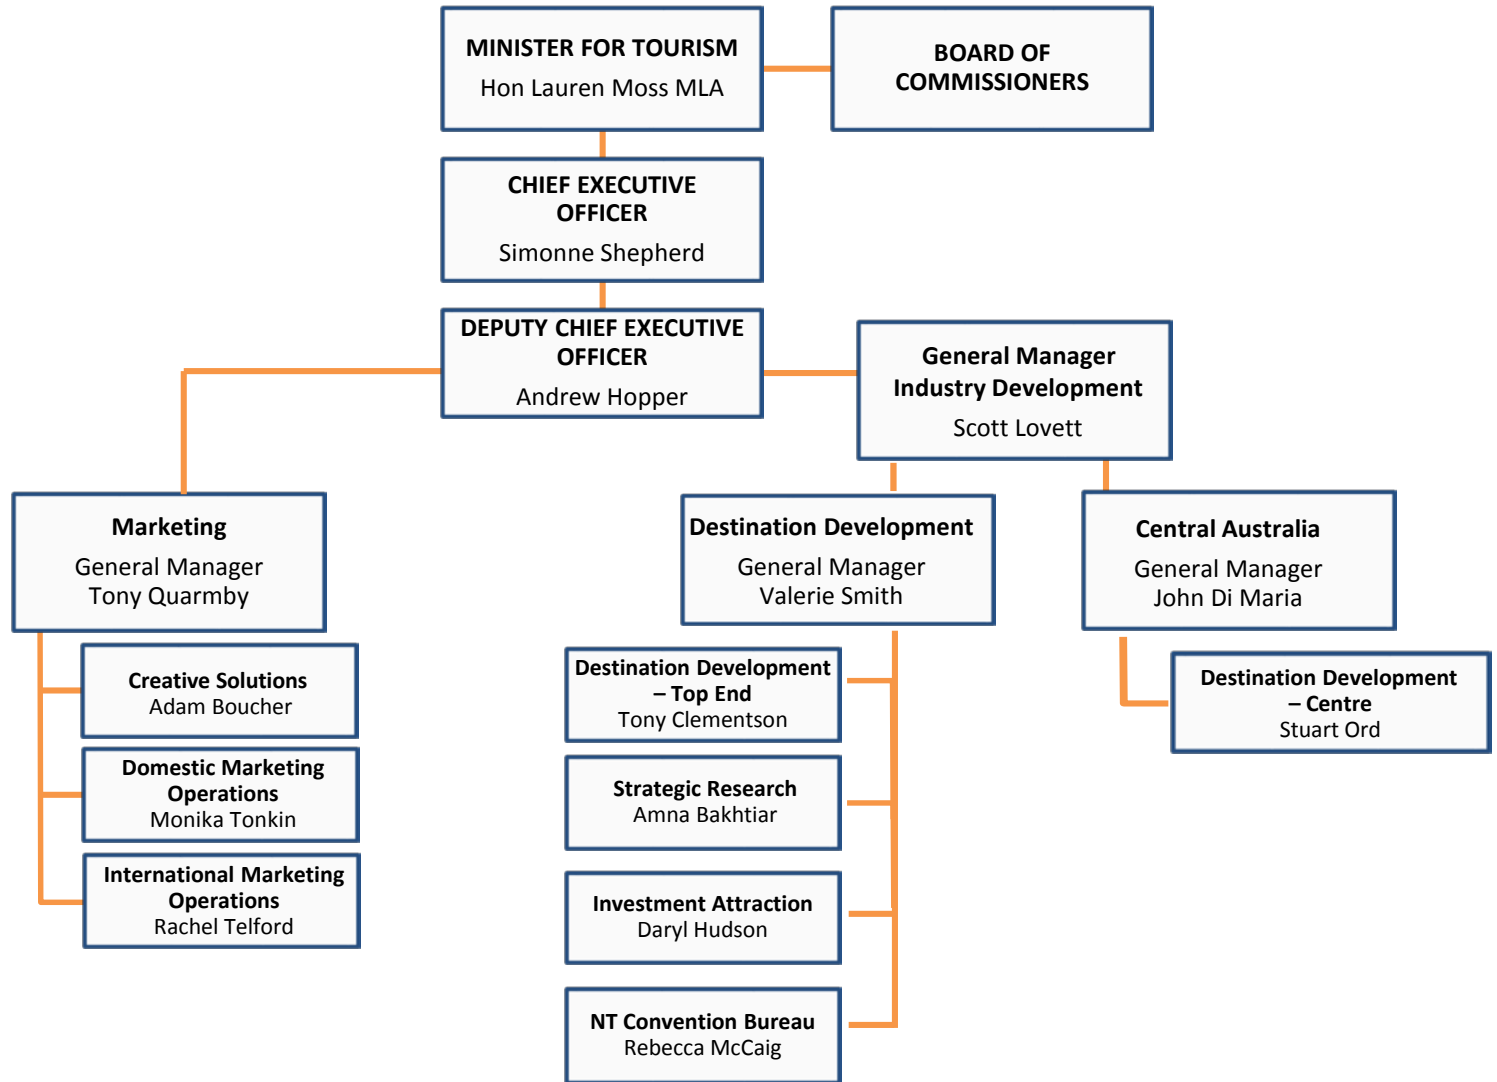 MINISTER FOR TOURISM
Hon Lauren Moss MLA
BOARD OF
COMMISSIONERS
CHIEF EXECUTIVE
OFFICER
Simonne Shepherd
DEPUTY CHIEF EXECUTIVE
OFFICER
Andrew Hopper
General Manager
Industry Development
Scott Lovett
Marketing
General Manager
Tony Quarmby
Destination Development
General Manager
Valerie Smith
Central Australia
General Manager
John Di Maria
Creative Solutions
Adam Boucher
Domestic Marketing
Operations
Monika Tonkin
International Marketing
Operations
Rachel Telford
Destination Development
– Top End
Tony Clementson
Strategic Research
Amna Bakhtiar
Investment Attraction
Daryl Hudson
NT Convention Bureau
Rebecca McCaig
Destination Development
– Centre
Stuart Ord